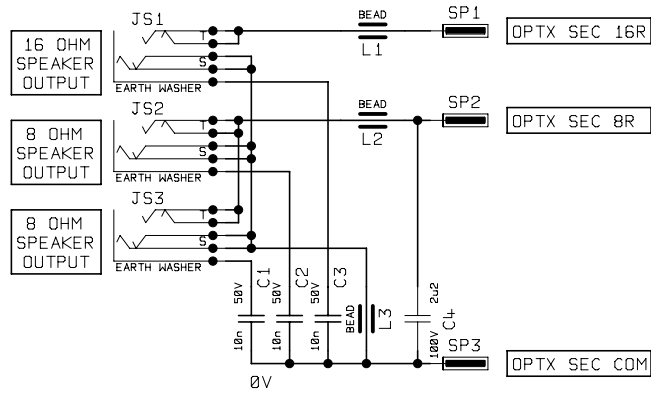 JS1
BEAD
SP1
16 OHM
SPEAKER
OUTPUT
T
S
L1
OPTX SEC 16R
EARTH WASHER
JS2
BEAD
SP2
8 OHM
SPEAKER
OUTPUT
T
S
L2
OPTX SEC 8R
EARTH WASHER
JS3
8 OHM
SPEAKER
OUTPUT
T
S
EARTH WASHER
50V
C1
50V
C2
50V
C3
BEAD
L3
2u2
C4
10n
10n
10n
100V
SP3
0V
OPTX SEC COM